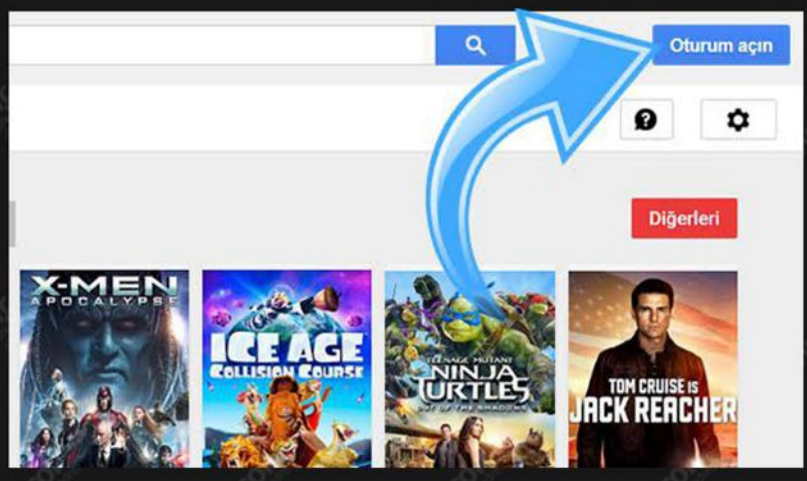 Oturum açın
Diğerleri
X-MEN
APOCALYPSE
ICE AGE
COLLISION COURSE
TEENAGE MUTANT
NINJA
TURTLES
OUT OF THE SHADOWS
TOM CRUISE IS
JACK REACHER